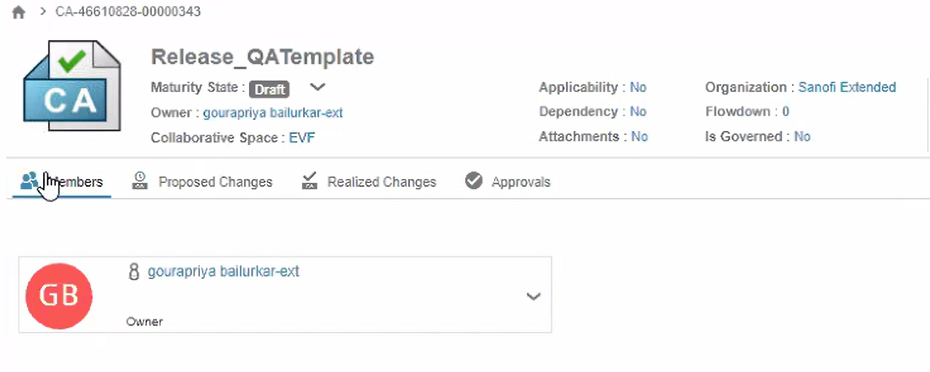 CA-46610828-00000343
Release_QATemplate
Maturity State : Draft
Owner : gourapriya bailurkar-ext
Collaborative Space : EVF
Applicability : No
Dependency : No
Attachments : No
Organization : Sanofi Extended
Flowdown : 0
Is Governed : No
CA
Members
Proposed Changes
Realized Changes
Approvals
GB
gourapriya bailurkar-ext
Owner